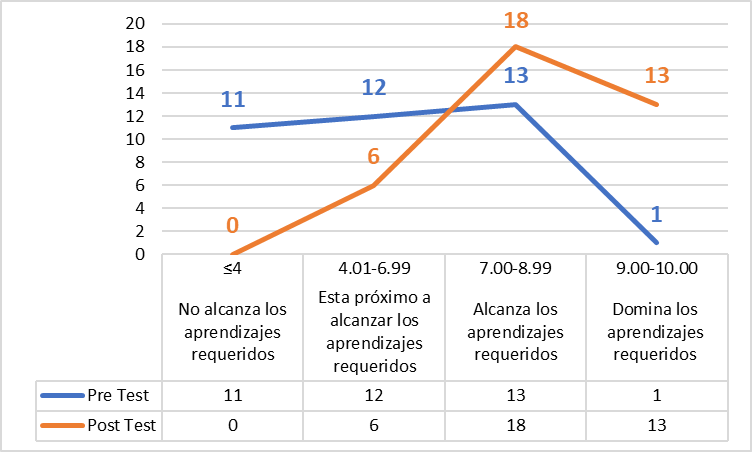 20
18
16
14
12
10
8
6
4
2
0
11
12
13
1
0
6
18
13
≤4
4.01-6.99
7.00-8.99
9.00-10.00
No alcanza los
aprendizajes
requeridos
Esta próximo a
alcanzar los
aprendizajes
requeridos
Alcanza los
aprendizajes
requeridos
Domina los
aprendizajes
requeridos
Pre Test 11 12 13 1
Post Test 0 6 18 13